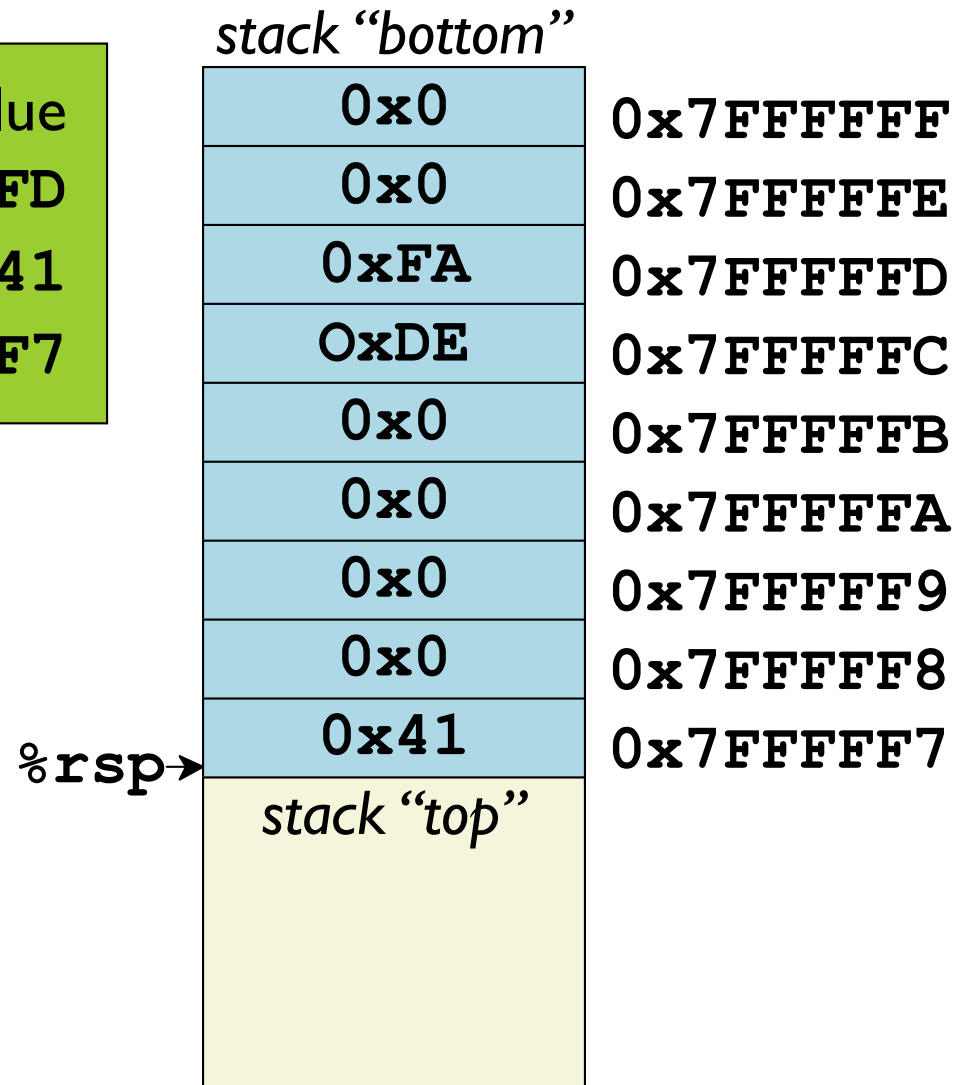 stack “bottom”
lue
FD
41
F7
0x0 0x7FFFFFF
0x0 0x7FFFFFE
0xFA 0x7FFFFFD
OxDE 0x7FFFFFC
0x0 0x7FFFFFB
0x0 0x7FFFFFA
0x0 0x7FFFFF9
0x0 0x7FFFFF8
%rsp 0x41 0x7FFFFF7
stack “top”